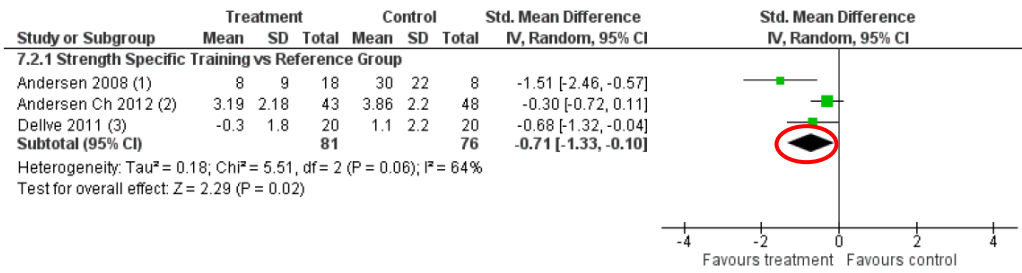 Treatment Control Std. Mean Difference Std. Mean Difference
Study or Subgroup Mean SD Total Mean SD Total IV, Random, 95% CI IV, Random, 95% CI
7.2.1 Strength Specific Training vs Reference Group
Andersen 2008 (1) 8 9 18 30 22 8 -1.51 [-2.46, -0.57]
Andersen Ch 2012 (2) 3.19 2.18 43 3.86 2.2 48 -0.30 [-0.72, 0.11]
Dellve 2011 (3) -0.3 1.8 20 1.1 2.2 20 -0.68 [-1.32, -0.04]
Subtotal (95% CI) 81 76 -0.71 [-1.33, -0.10]
Heterogeneity: Tau² = 0.18; Chi² = 5.51, df = 2 (P = 0.06); I² = 64%
Test for overall effect: Z = 2.29 (P = 0.02)
-4 -2 0 2 4
Favours treatment Favours control